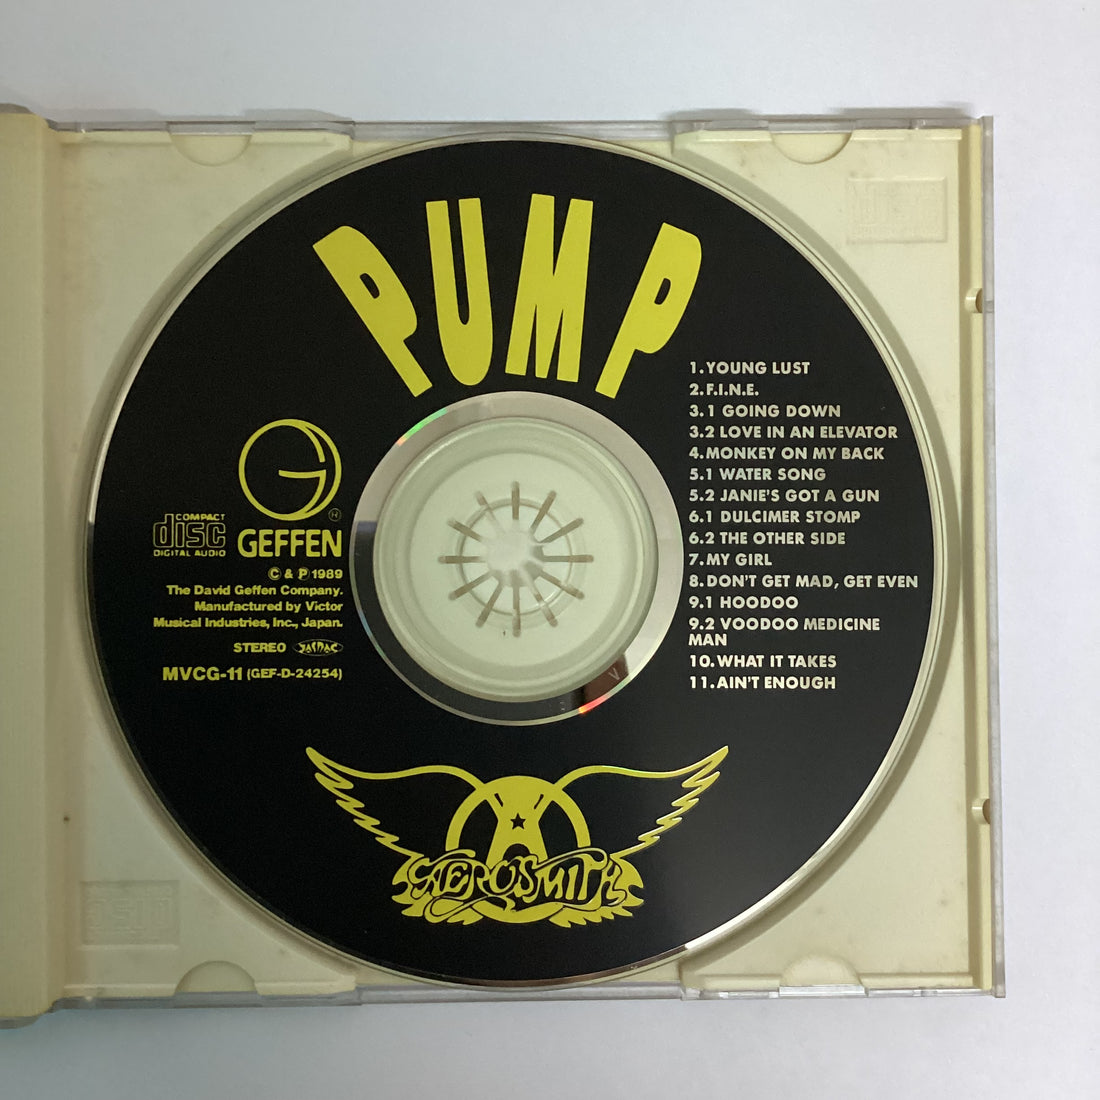 PUMP
1.YOUNG LUST
2.F.I.N.E.
3.1 GOING DOWN
3.2 LOVE IN AN ELEVATOR
4.MONKEY ON MY BACK
5.1 WATER SONG
5.2 JANIE'S GOT A GUN
6.1 DULCIMER STOMP
6.2 THE OTHER SIDE
7.MY GIRL
8.DON'T GET MAD, GET EVEN
9.1 HOODOO
9.2 VOODOO MEDICINE
MAN
10.WHAT IT TAKES
11.AIN'T ENOUGH
G
®
GEFFEN
COMPACT
disc
DIGITAL AUDIO
© & ℗ 1989
The David Geffen Company.
Manufactured by Victor
Musical Industries, Inc., Japan.
STEREO JASRAC
MVCG-11 (GEF-D-24254)
AEROSMITH